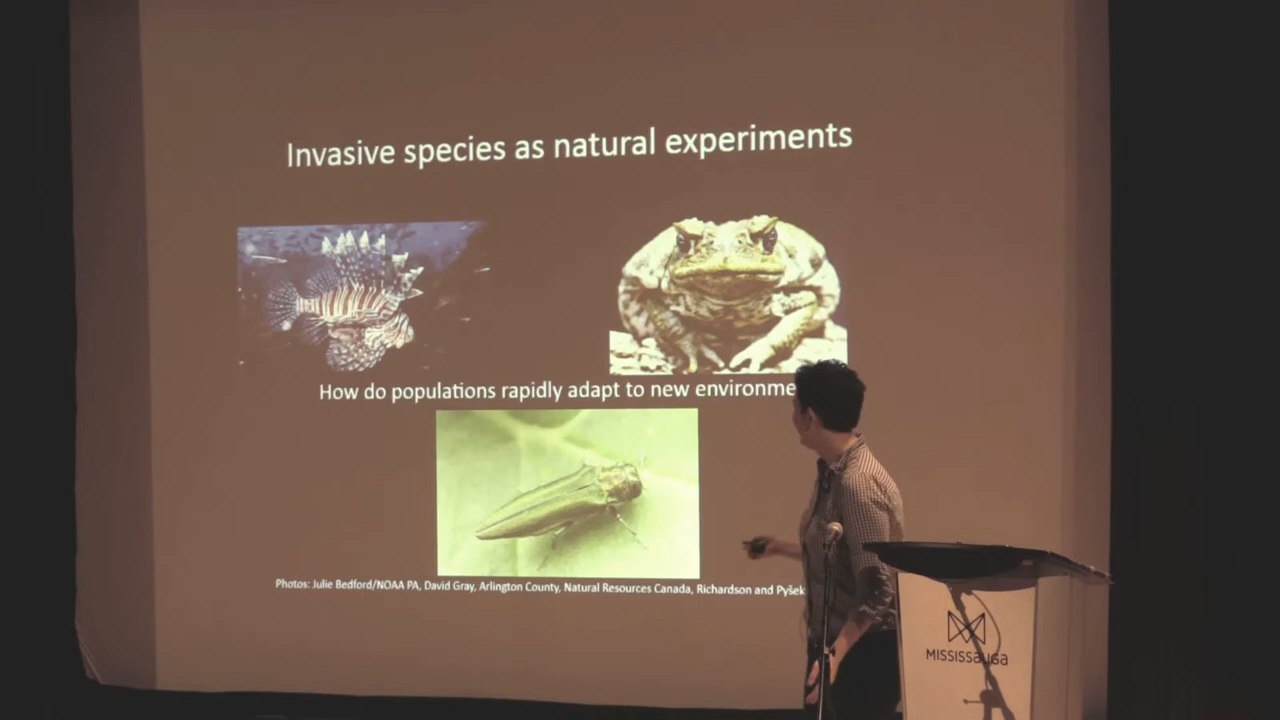 Invasive species as natural experiments
How do populations rapidly adapt to new
Photos: Julie Bedford/NOAA PA, David Gray, Arlington County, Natural Resources Canada, Richardson and Pyšek
MISSISSAUGA